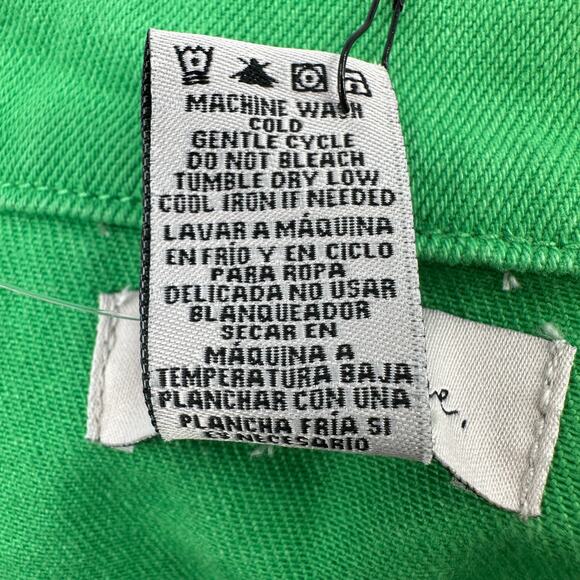 MACHINE WASH
COLD
GENTLE CYCLE
DO NOT BLEACH
TUMBLE DRY LOW
COOL IRON IF NEEDED
LAVAR A MÁQUINA
EN FRÍO Y EN CICLO
PARA ROPA
DELICADA NO USAR
BLANQUEADOR
SECAR EN
MÁQUINA A
TEMPERATURA BAJA
PLANCHAR CON UNA
PLANCHA FRÍA SI
ES NECESARIO